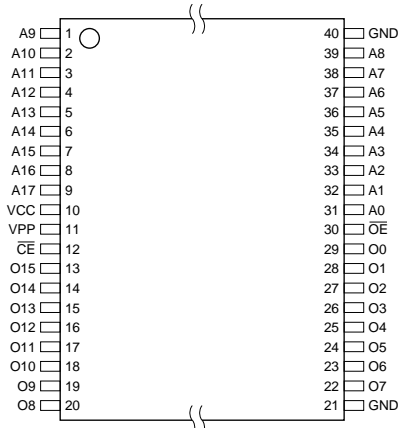 A9 1 40 GND
A10 2 39 A8
A11 3 38 A7
A12 4 37 A6
A13 5 36 A5
A14 6 35 A4
A15 7 34 A3
A16 8 33 A2
A17 9 32 A1
VCC 10 31 A0
VPP 11 30 O̅E̅
C̅E̅ 12 29 O0
O15 13 28 O1
O14 14 27 O2
O13 15 26 O3
O12 16 25 O4
O11 17 24 O5
O10 18 23 O6
O9 19 22 O7
O8 20 21 GND